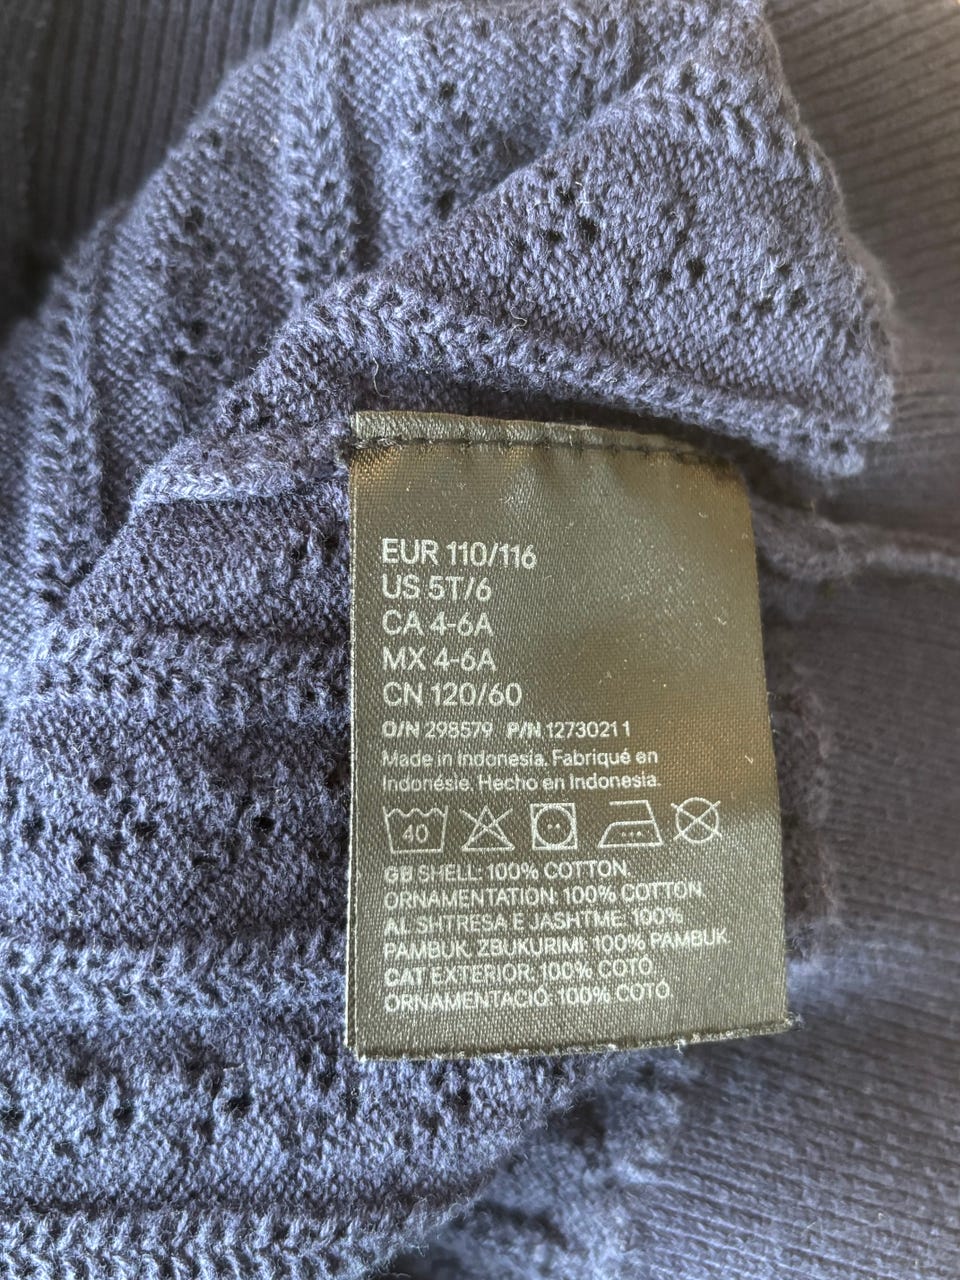 EUR 110/116
US 5T/6
CA 4-6A
MX 4-6A
CN 120/60
O/N 298579 P/N 1273021 1
Made in Indonesia. Fabriqué en
Indonésie. Hecho en Indonesia.
40
GB SHELL: 100% COTTON.
ORNAMENTATION: 100% COTTON.
AL SHTRESA E JASHTME: 100%
PAMBUK. ZBUKURIMI: 100% PAMBUK.
CAT EXTERIOR: 100% COTÓ.
ORNAMENTACIÓ: 100% COTÓ.